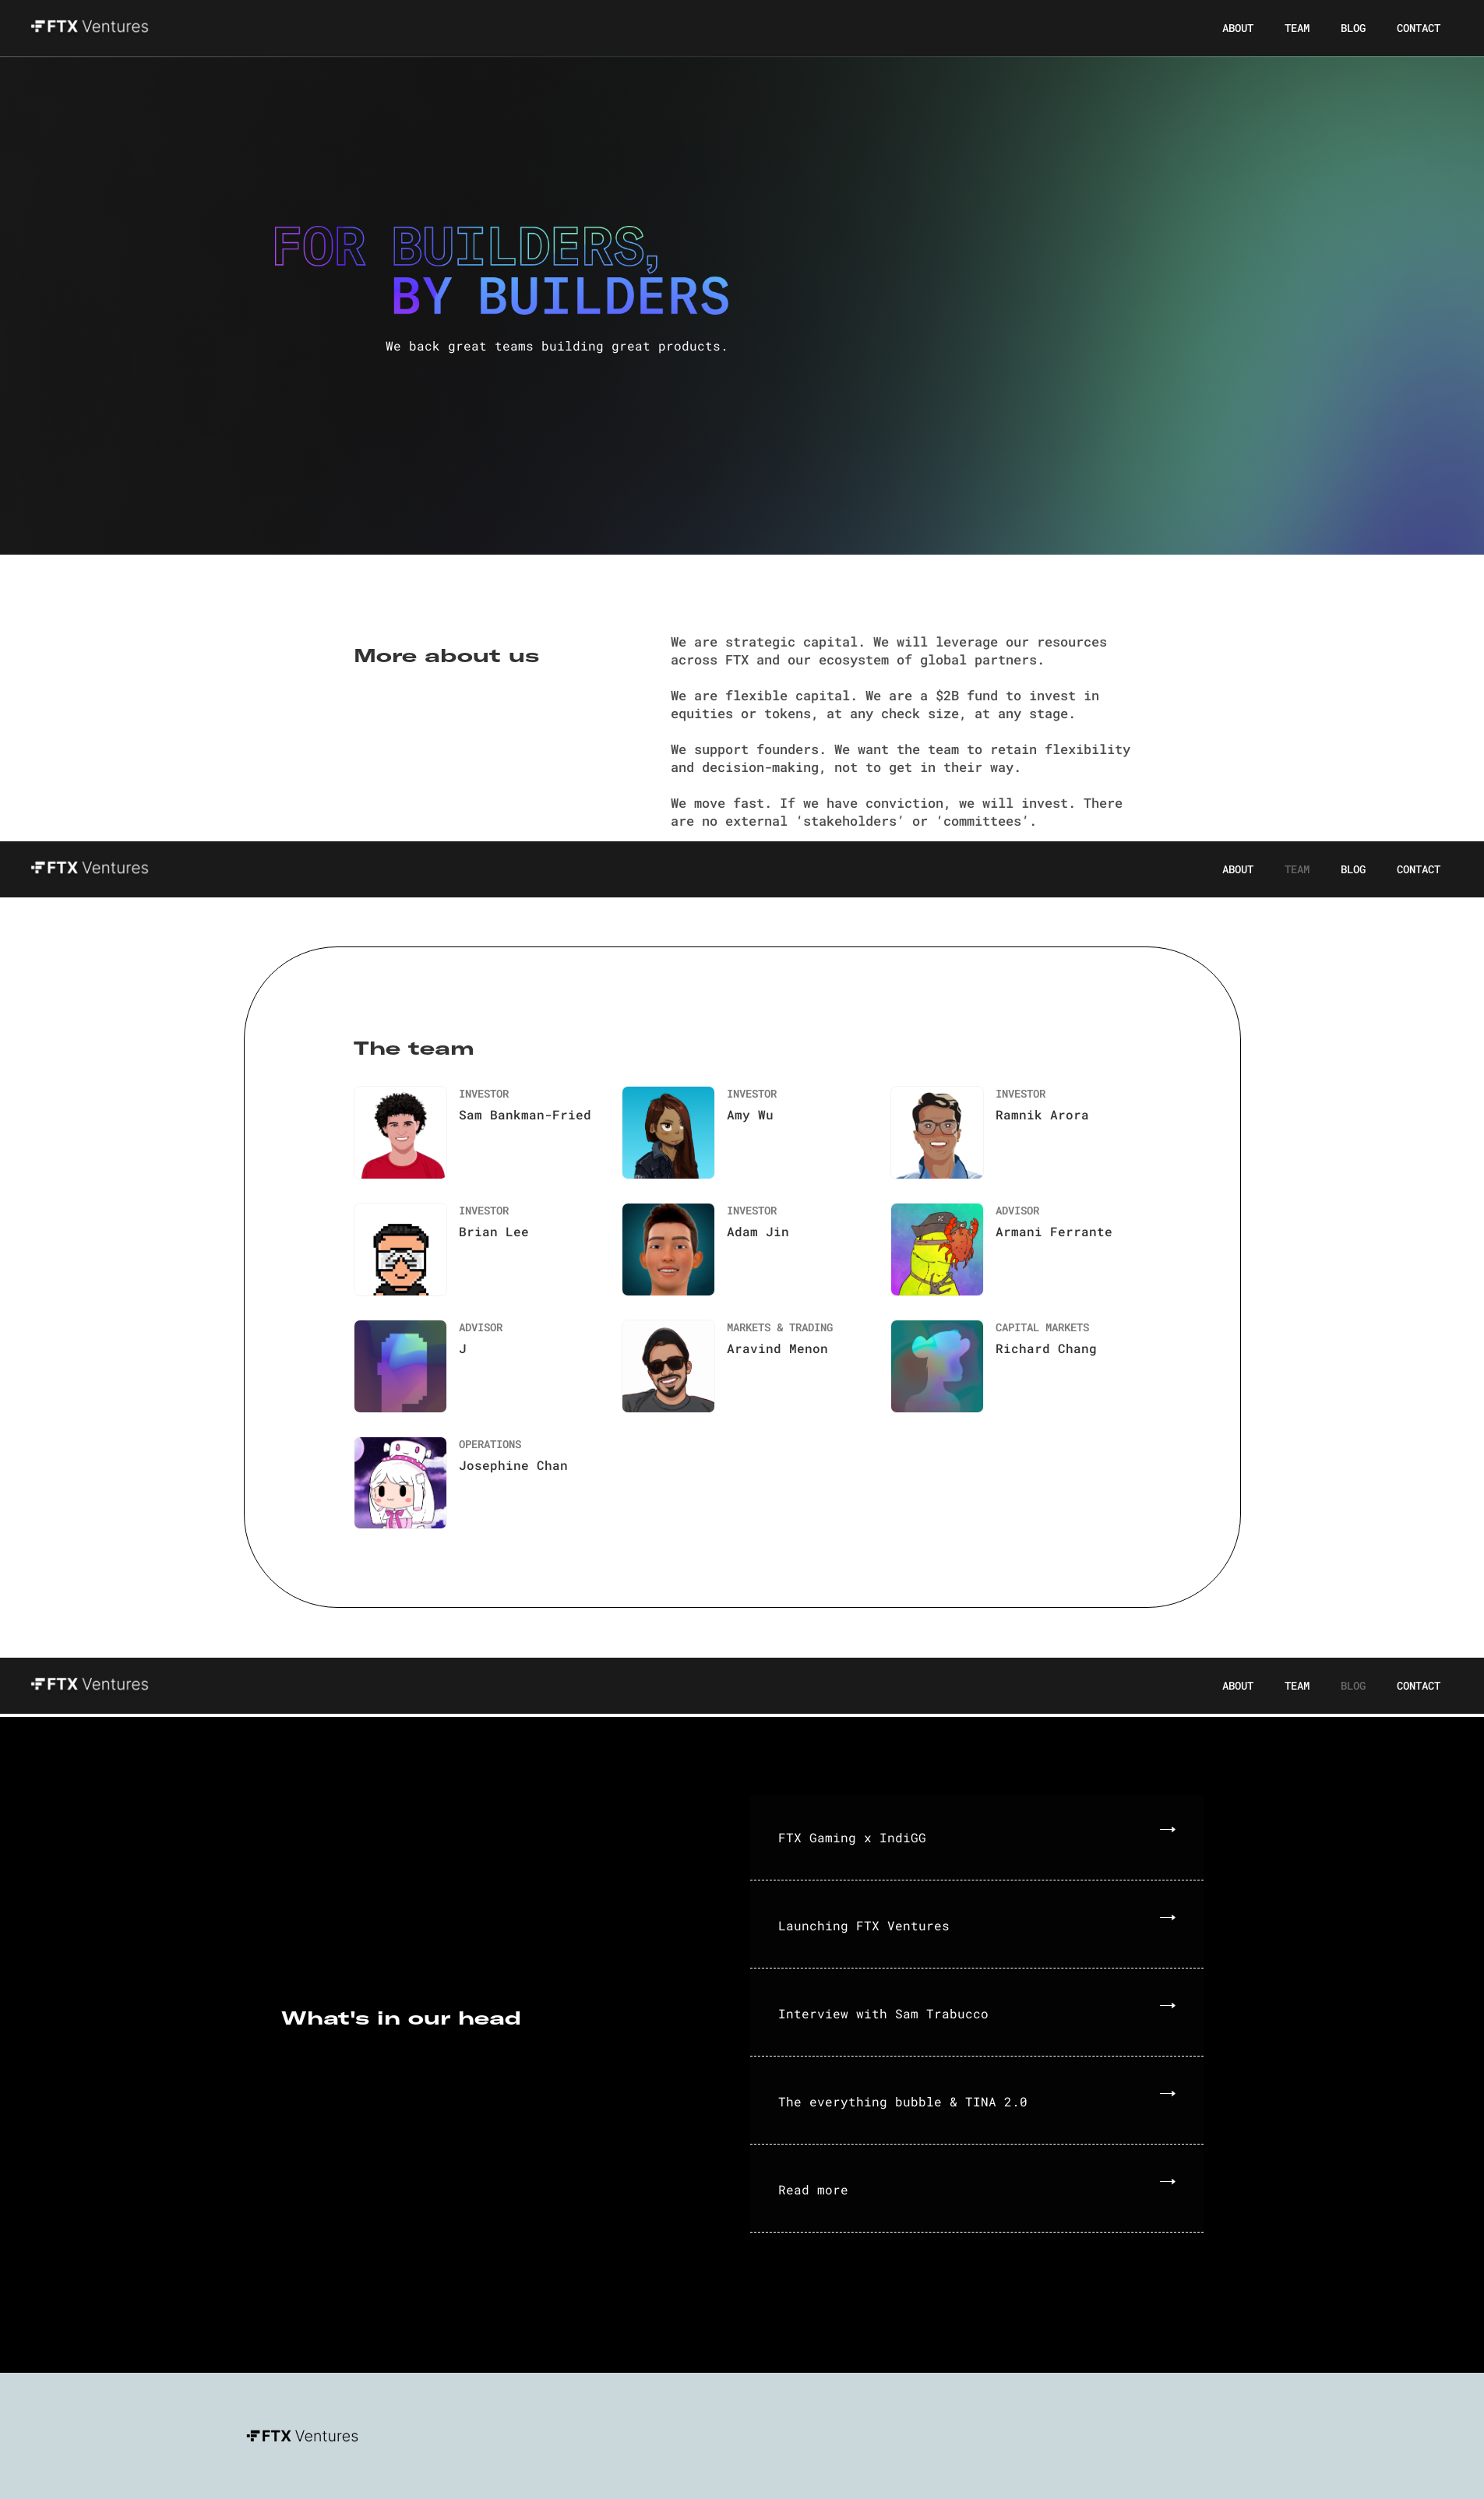 FTX Ventures
ABOUT TEAM BLOG CONTACT
FOR BUILDERS,
BY BUILDERS
We back great teams building great products.
More about us
We are strategic capital. We will leverage our resources
across FTX and our ecosystem of global partners.
We are flexible capital. We are a $2B fund to invest in
equities or tokens, at any check size, at any stage.
We support founders. We want the team to retain flexibility
and decision-making, not to get in their way.
We move fast. If we have conviction, we will invest. There
are no external ‘stakeholders’ or ‘committees’.
FTX Ventures
ABOUT TEAM BLOG CONTACT
The team
INVESTOR
Sam Bankman-Fried
INVESTOR
Amy Wu
INVESTOR
Ramnik Arora
INVESTOR
Brian Lee
INVESTOR
Adam Jin
ADVISOR
Armani Ferrante
ADVISOR
J
MARKETS & TRADING
Aravind Menon
CAPITAL MARKETS
Richard Chang
OPERATIONS
Josephine Chan
FTX Ventures
ABOUT TEAM BLOG CONTACT
What's in our head
FTX Gaming x IndiGG
Launching FTX Ventures
Interview with Sam Trabucco
The everything bubble & TINA 2.0
Read more
FTX Ventures